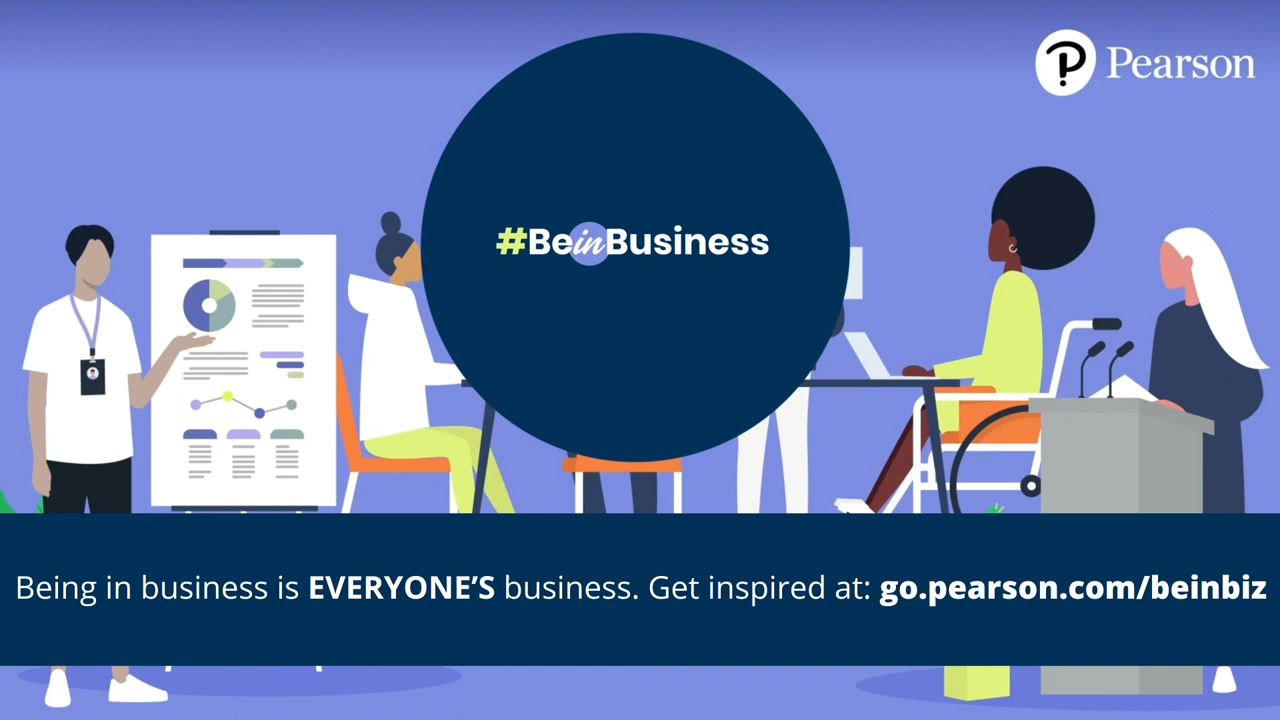 Pearson
#BeinBusiness
Being in business is EVERYONE’S business. Get inspired at: go.pearson.com/beinbiz